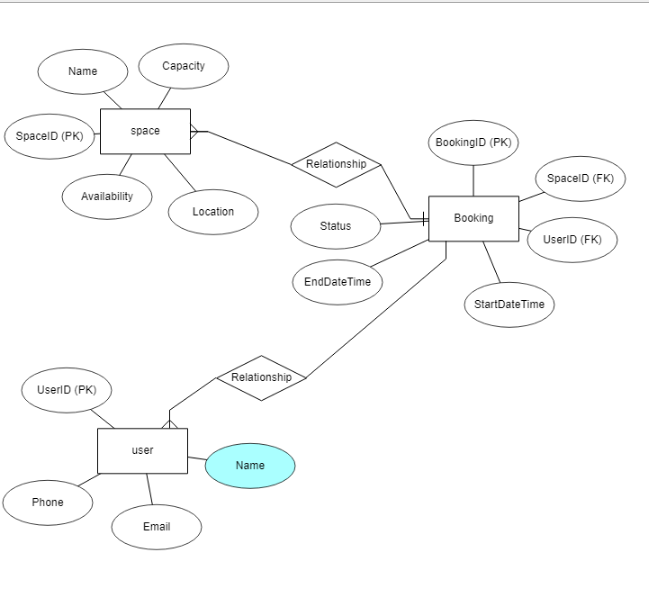 Capacity
Name
space
SpaceID (PK)
BookingID (PK)
Relationship
SpaceID (FK)
Availability
Location
Booking
Status
UserID (FK)
EndDateTime
StartDateTime
Relationship
UserID (PK)
user
Name
Phone
Email